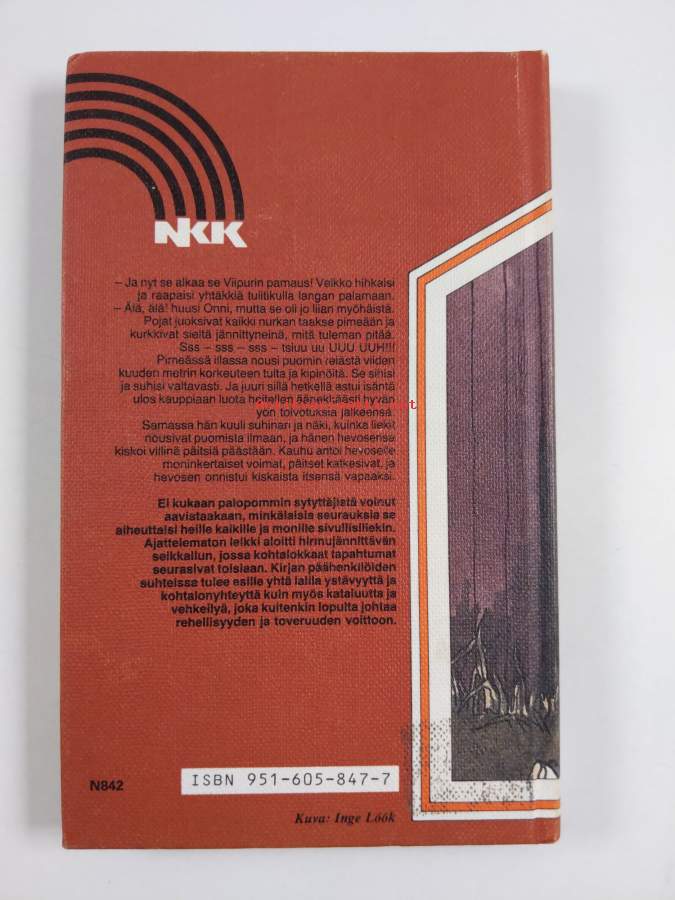 NKK
– Ja nyt se alkaa se Viipurin pamaus! Veikko hihkaisi
ja raapaisi yhtäkkiä tulitikulla langan palamaan.
– Älä, älä! huusi Onni, mutta se oli jo liian myöhäistä.
Pojat juoksivat kaikki nurkan taakse pimeään ja
kurkkivat sieltä jännittyneinä, mitä tuleman pitää.
Sss – sss – sss – tsiuu uu UUU UUH!!!
Pimeässä illassa nousi puomin reiästä viiden
kuuden metrin korkeuteen tulta ja kipinöitä. Se sihisi
ja suhisi valtavasti. Ja juuri sillä hetkellä astui isäntä
ulos kauppiaan luota hoitellen äänekkäästi hyvän
yön toivotuksia jälkeensä.
Samassa hän kuuli suhinan ja näki, kuinka liekit
nousivat puomista ilmaan, ja hänen hevosensa
kiskoi villinä päitsiä päästään. Kauhu antoi hevoselle
moninkertaiset voimat, päitset katkesivat, ja
hevosen onnistui kiskaista itsensä vapaaksi.
Ei kukaan palopommin sytyttäjistä voinut
aavistaakaan, minkälaisia seurauksia se
aiheuttaisi heille kaikille ja monille sivullisillekin.
Ajattelematon leikki aloitti hirmujännittävän
seikkailun, jossa kohtalokkaat tapahtumat
seurasivat toisiaan. Kirjan päähenkilöiden
suhteissa tulee esille yhtä lailla ystävyyttä ja
kohtalonyhteyttä kuin myös kataluutta ja
vehkeilyä, joka kuitenkin lopulta johtaa
rehellisyyden ja toveruuden voittoon.
N842
ISBN 951-605-847-7
Kuva: Inge Löök